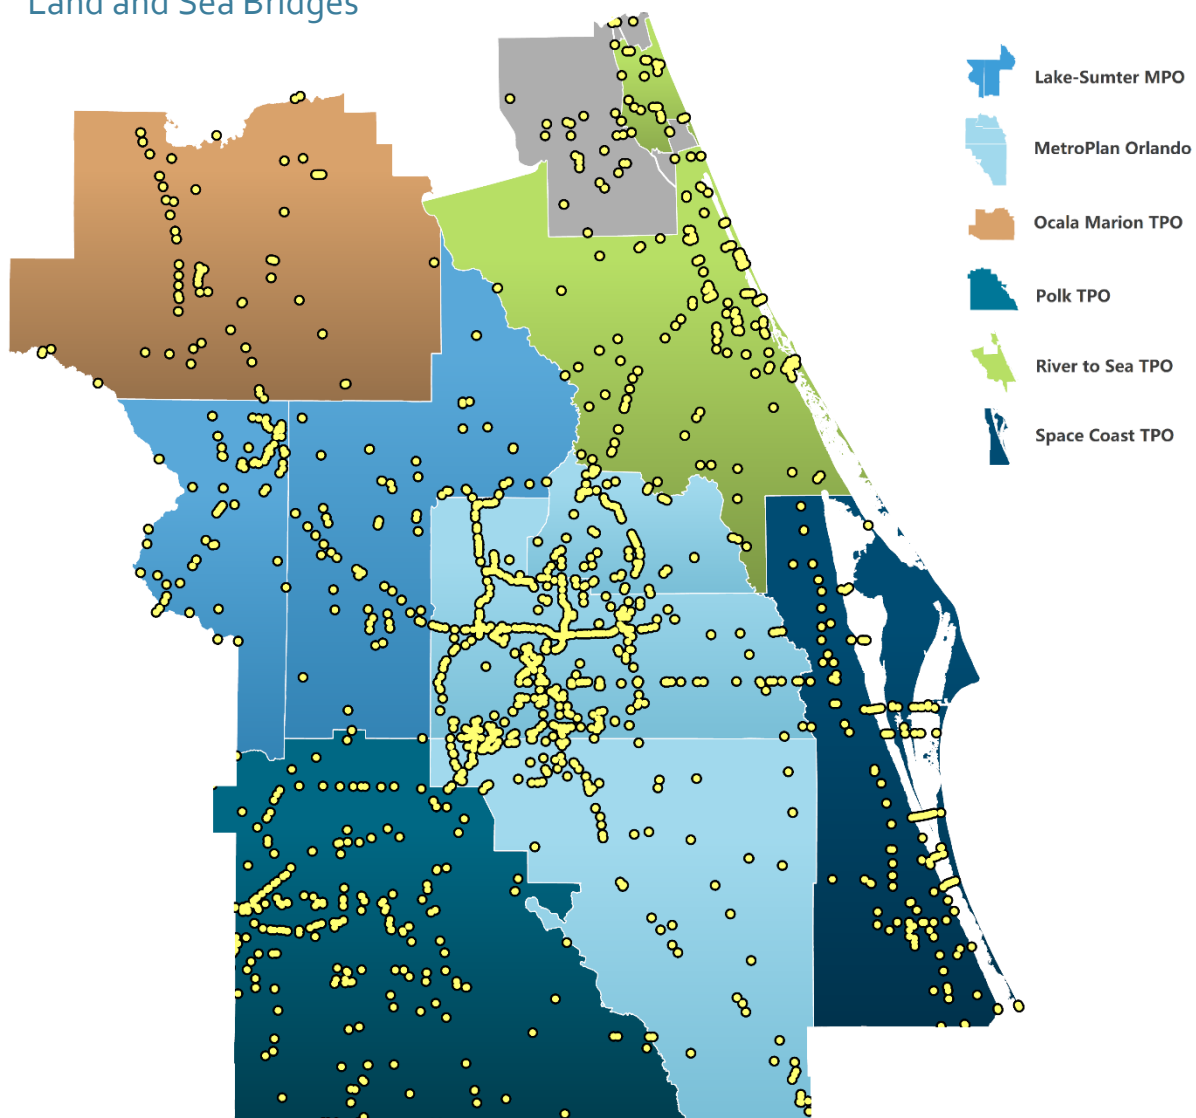 Land and Sea Bridges
Lake-Sumter MPO
MetroPlan Orlando
Ocala Marion TPO
Polk TPO
River to Sea TPO
Space Coast TPO